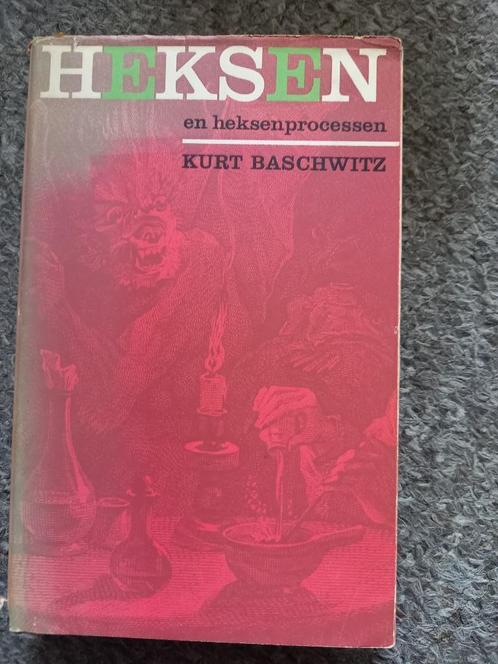 HEKSEN
en heksenprocessen
KURT BASCHWITZ